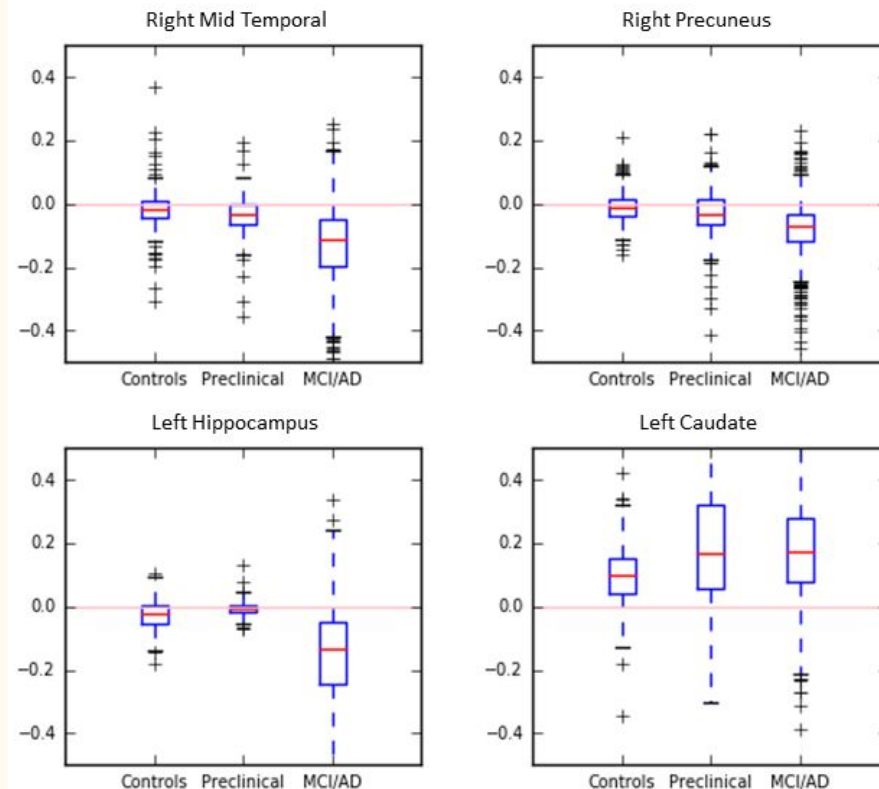 Right Mid Temporal
0.4
0.2
0.0
−0.2
−0.4
Controls Preclinical MCI/AD
Right Precuneus
0.4
0.2
0.0
−0.2
−0.4
Controls Preclinical MCI/AD
Left Hippocampus
0.4
0.2
0.0
−0.2
−0.4
Controls Preclinical MCI/AD
Left Caudate
0.4
0.2
0.0
−0.2
−0.4
Controls Preclinical MCI/AD